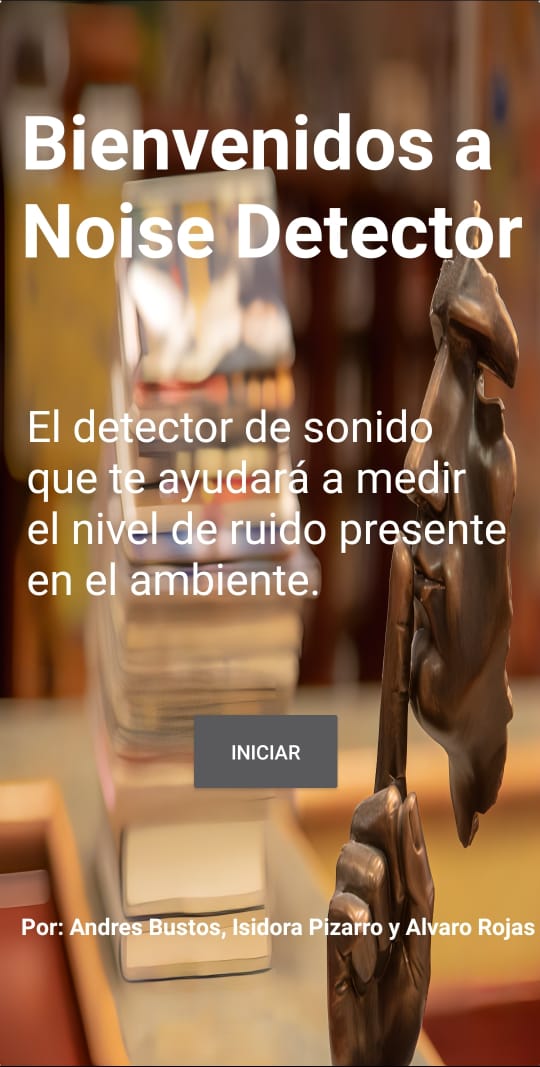 Bienvenidos a
Noise Detector
El detector de sonido
que te ayudará a medir
el nivel de ruido presente
en el ambiente.
INICIAR
Por: Andres Bustos, Isidora Pizarro y Alvaro Rojas